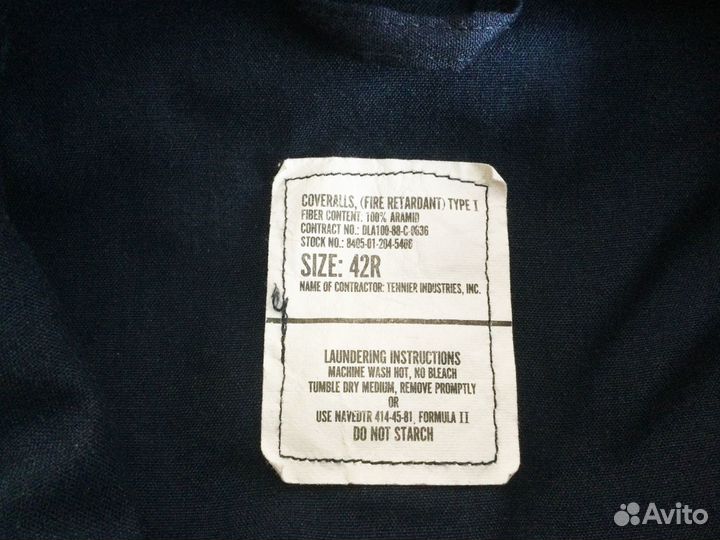 COVERALLS, (FIRE RETARDANT) TYPE I
FIBER CONTENT: 100% ARAMID
CONTRACT NO.: DLA100-88-C-0636
STOCK NO.: 8405-01-204-5406
SIZE: 42R
NAME OF CONTRACTOR: TENNIER INDUSTRIES, INC.
LAUNDERING INSTRUCTIONS
MACHINE WASH HOT, NO BLEACH
TUMBLE DRY MEDIUM, REMOVE PROMPTLY
OR
USE NAVEDTR 414-45-81, FORMULA II
DO NOT STARCH
Avito